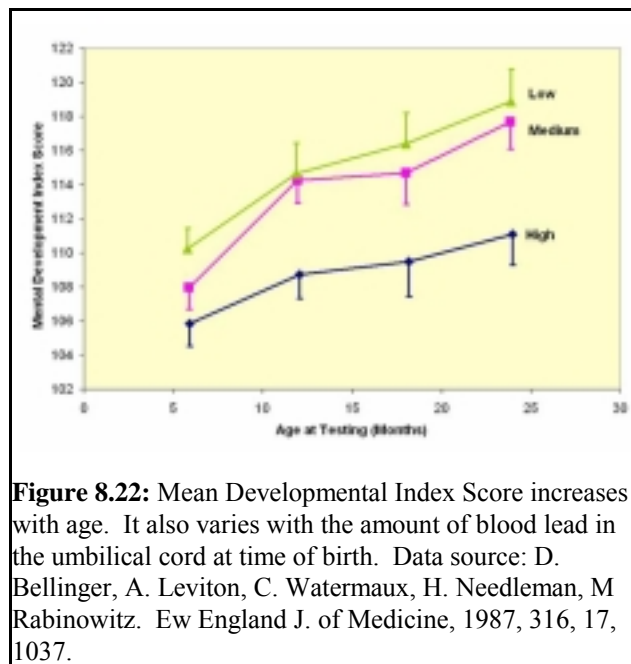 122
120
118
116
114
112
110
108
106
104
102
Mental Development Index Score
Low
Medium
High
0
5
10
15
20
25
30
Age at Testing (Months)
Figure 8.22: Mean Developmental Index Score increases
with age. It also varies with the amount of blood lead in
the umbilical cord at time of birth. Data source: D.
Bellinger, A. Leviton, C. Watermaux, H. Needleman, M
Rabinowitz. Ew England J. of Medicine, 1987, 316, 17,
1037.